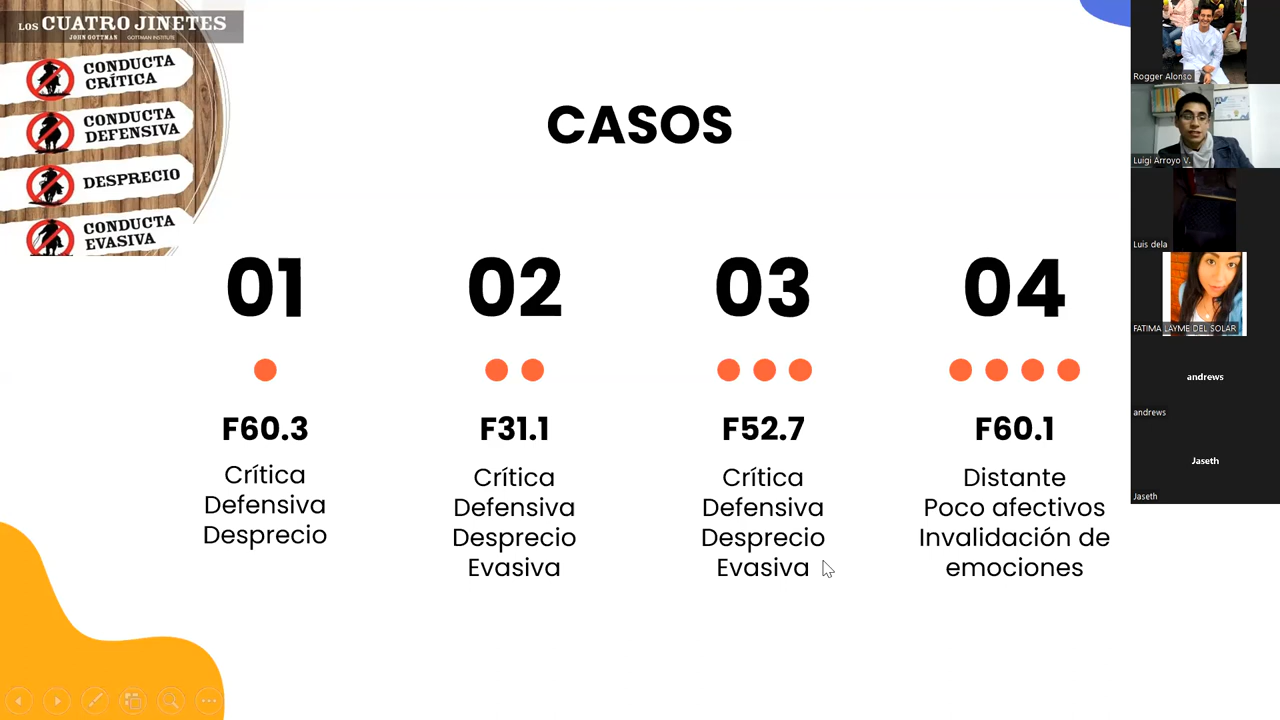 LOS CUATRO JINETES
JOHN GOTTMAN GOTTMAN INSTITUTE
CONDUCTA
CRÍTICA
CONDUCTA
DEFENSIVA
DESPRECIO
CONDUCTA
EVASIVA
CASOS
01
F60.3
Crítica
Defensiva
Desprecio
02
F31.1
Crítica
Defensiva
Desprecio
Evasiva
03
F52.7
Crítica
Defensiva
Desprecio
Evasiva
04
F60.1
Distante
Poco afectivos
Invalidación de
emociones
Rogger Alonso
Luigi Arroyo V.
Luis dela
FATIMA LAYME DEL SOLAR
andrews
andrews
Jaseth
Jaseth